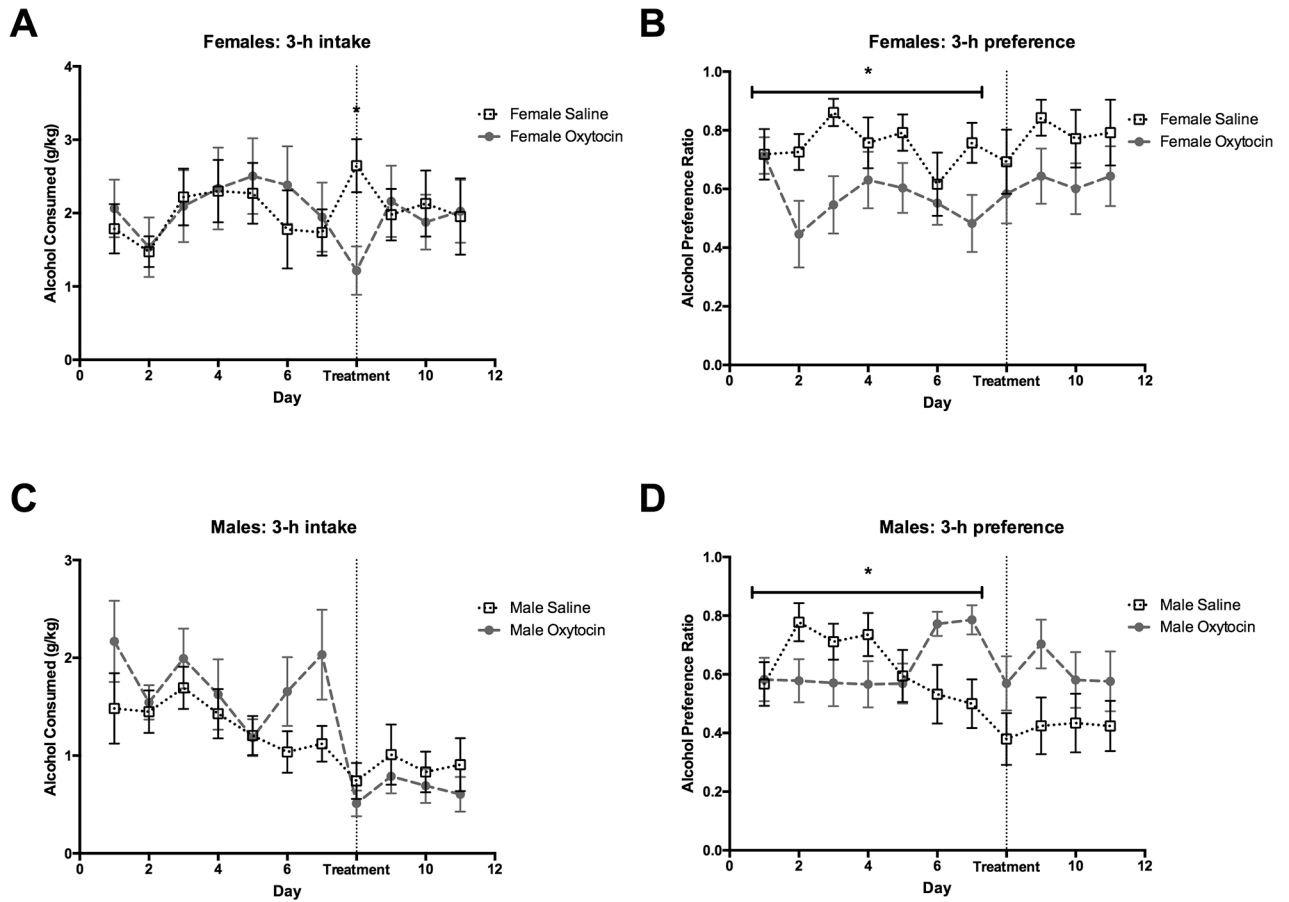 A
Females: 3-h intake
Alcohol Consumed (g/kg)
4
3
2
1
0
*
Female Saline
Female Oxytocin
0 2 4 6 Treatment 10 12
Day
B
Females: 3-h preference
Alcohol Preference Ratio
1.0
0.8
0.6
0.4
0.2
0.0
*
Female Saline
Female Oxytocin
0 2 4 6 Treatment 10 12
Day
C
Males: 3-h intake
Alcohol Consumed (g/kg)
3
2
1
0
Male Saline
Male Oxytocin
0 2 4 6 Treatment 10 12
Day
D
Males: 3-h preference
Alcohol Preference Ratio
1.0
0.8
0.6
0.4
0.2
0.0
*
Male Saline
Male Oxytocin
0 2 4 6 Treatment 10 12
Day